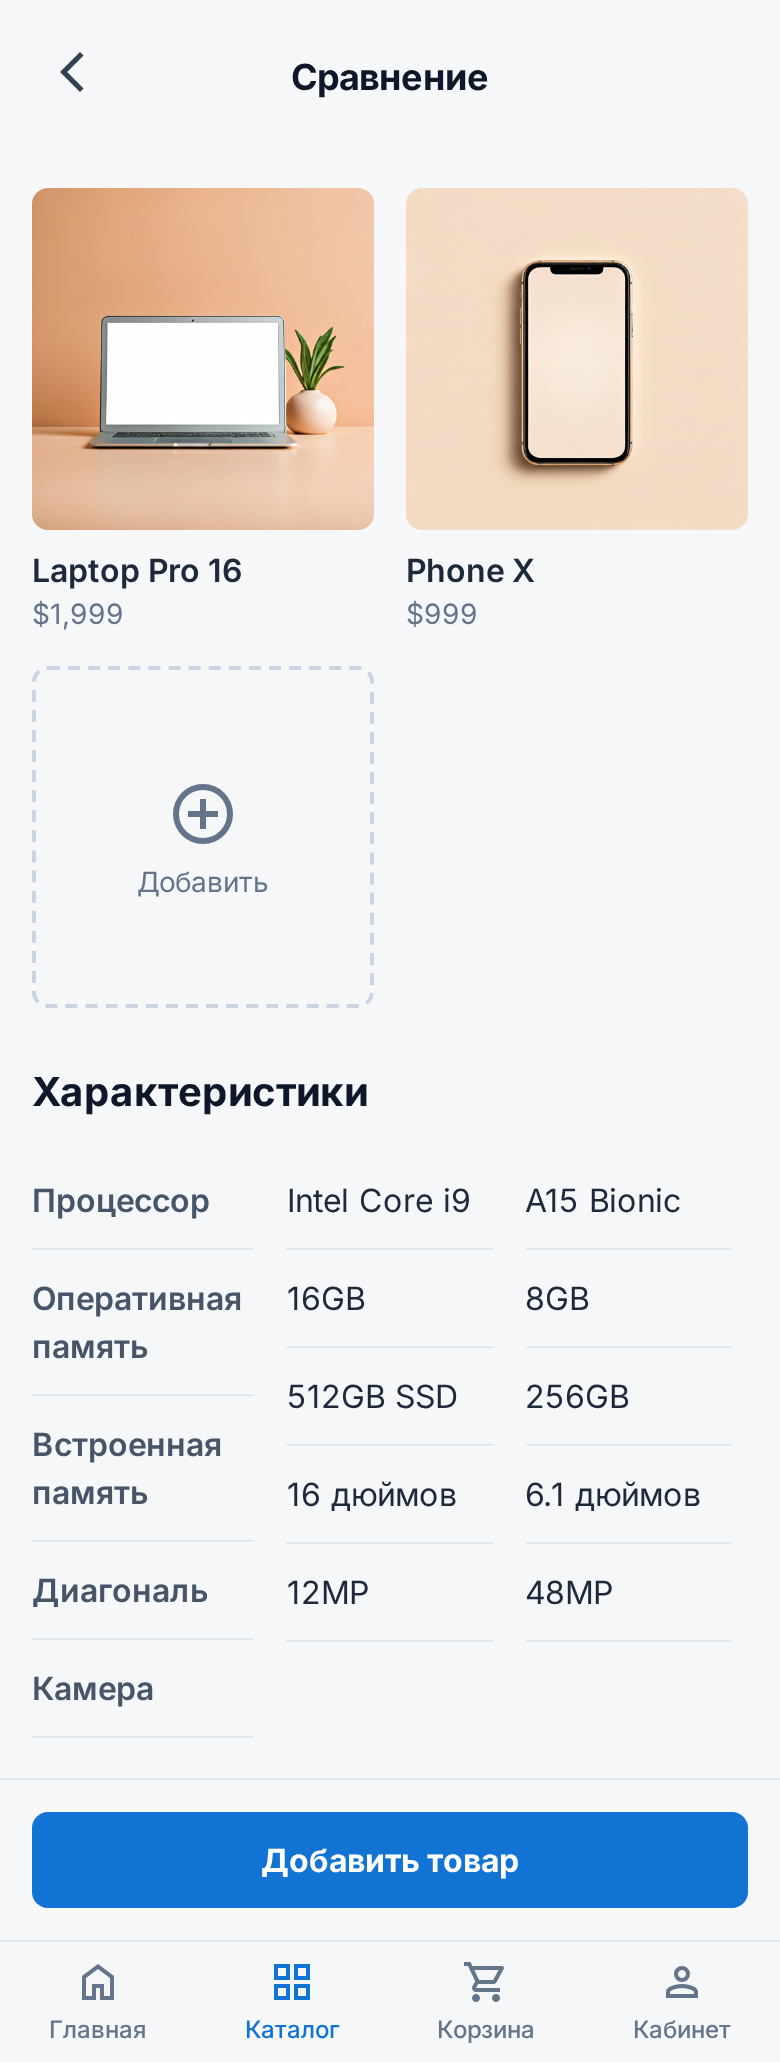 Сравнение
Laptop Pro 16
$1,999
Phone X
$999
Добавить
Характеристики
Процессор
Intel Core i9
A15 Bionic
Оперативная
память
16GB
8GB
Встроенная
память
512GB SSD
256GB
Диагональ
16 дюймов
6.1 дюймов
Камера
12MP
48MP
Добавить товар
Главная
Каталог
Корзина
Кабинет